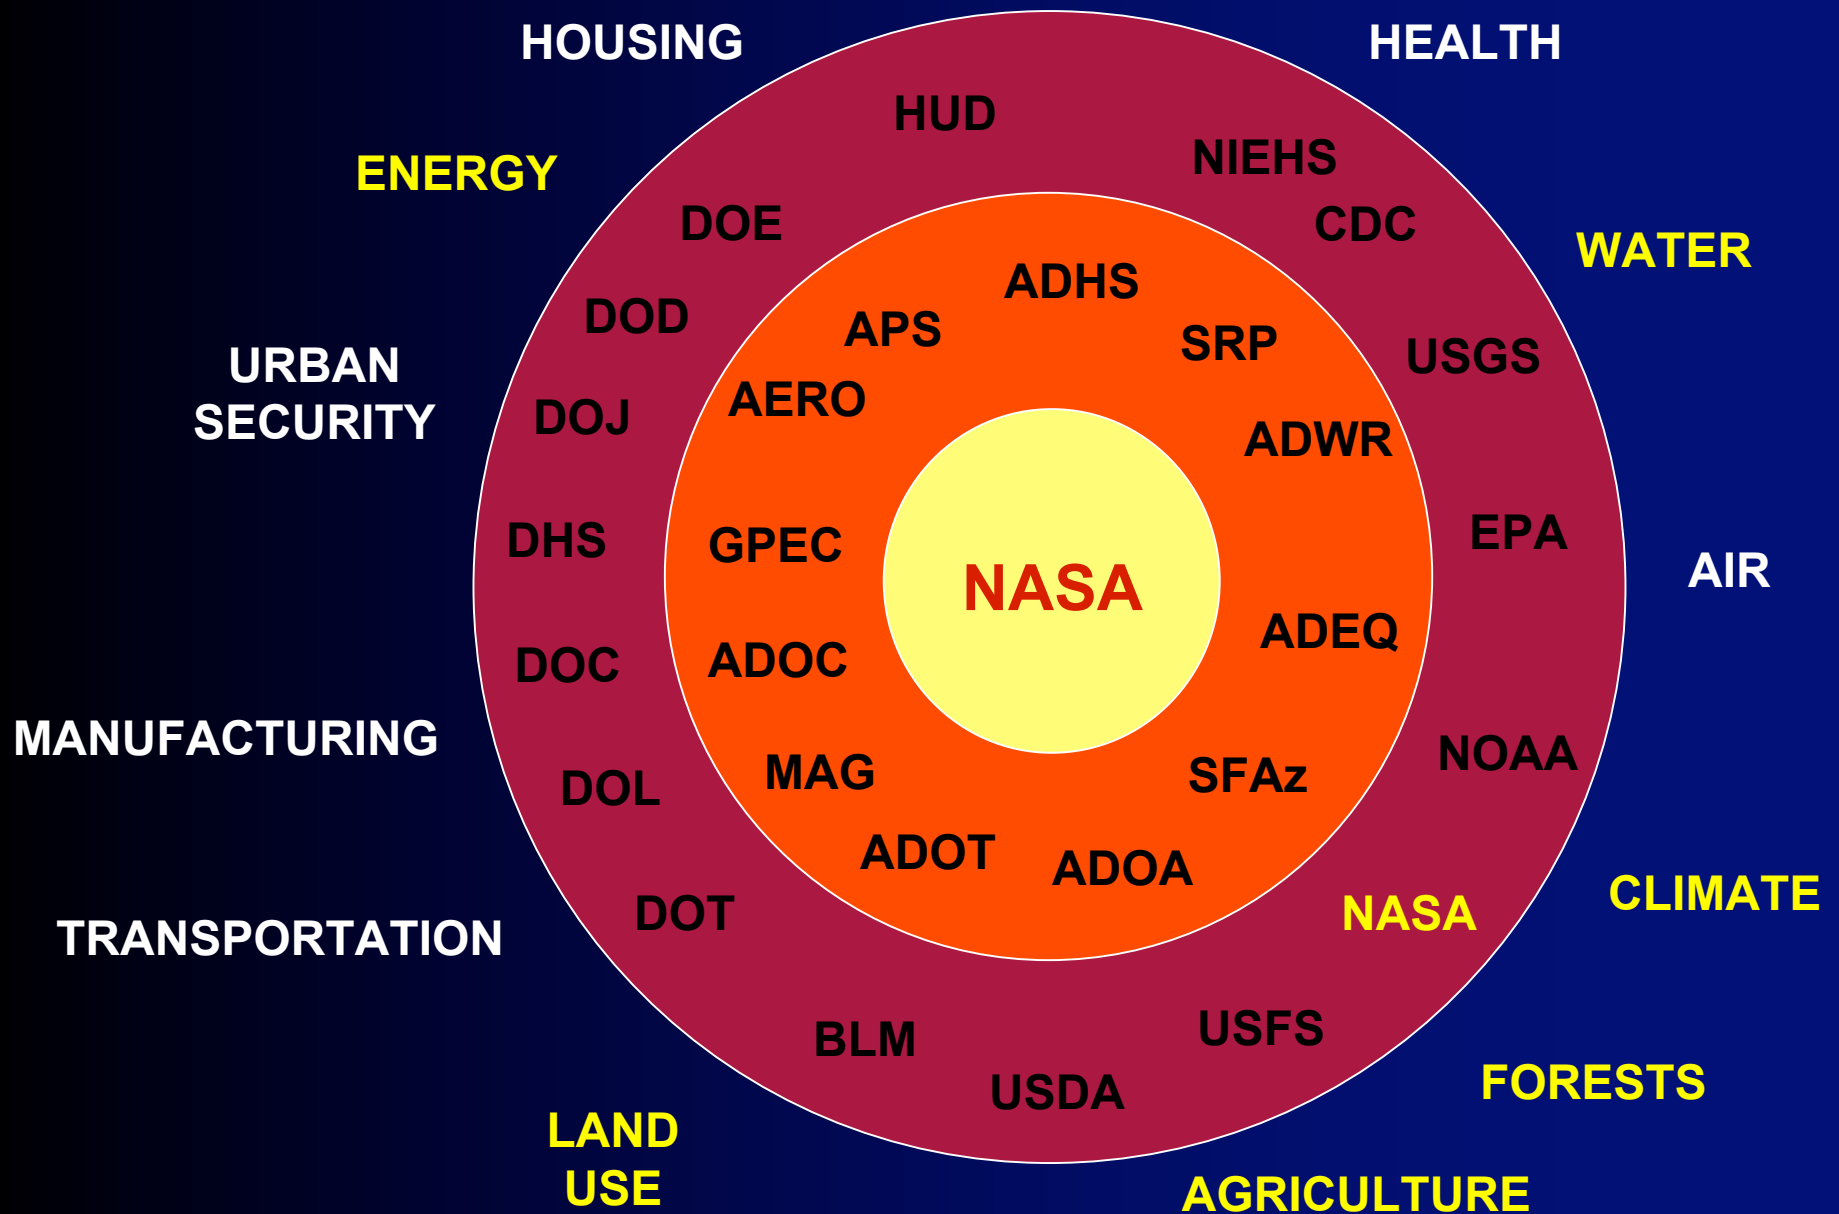 HOUSING
HEALTH
HUD
NIEHS
ENERGY
DOE
CDC
WATER
ADHS
DOD
APS
SRP
USGS
URBAN
SECURITY
AERO
DOJ
ADWR
EPA
DHS
GPEC
AIR
NASA
ADEQ
DOC
ADOC
MANUFACTURING
NOAA
MAG
SFAz
DOL
ADOT
ADOA
CLIMATE
DOT
NASA
TRANSPORTATION
USFS
BLM
FORESTS
USDA
LAND
USE
AGRICULTURE